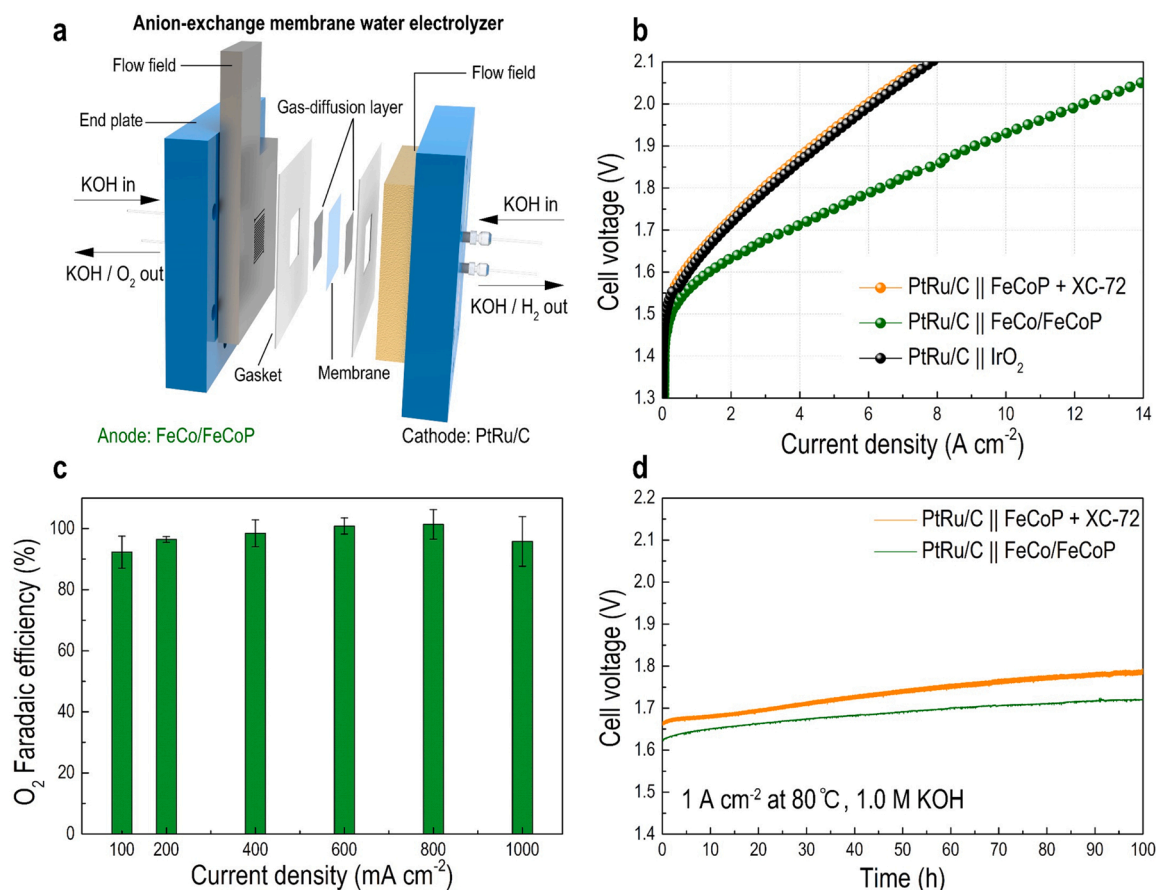 a
Anion-exchange membrane water electrolyzer
Flow field
End plate
Gas-diffusion layer
Flow field
KOH in
KOH / O2 out
KOH in
KOH / H2 out
Gasket
Membrane
Anode: FeCo/FeCoP
Cathode: PtRu/C
b
2.1
2.0
1.9
1.8
1.7
1.6
1.5
1.4
1.3
Cell voltage (V)
PtRu/C || FeCoP + XC-72
PtRu/C || FeCo/FeCoP
PtRu/C || IrO2
0 2 4 6 8 10 12 14
Current density (A cm-2)
c
100
80
60
40
20
0
O2 Faradaic efficiency (%)
100 200 400 600 800 1000
Current density (mA cm-2)
d
2.2
2.1
2.0
1.9
1.8
1.7
1.6
1.5
1.4
Cell voltage (V)
PtRu/C || FeCoP + XC-72
PtRu/C || FeCo/FeCoP
1 A cm-2 at 80℃, 1.0 M KOH
0 10 20 30 40 50 60 70 80 90 100
Time (h)